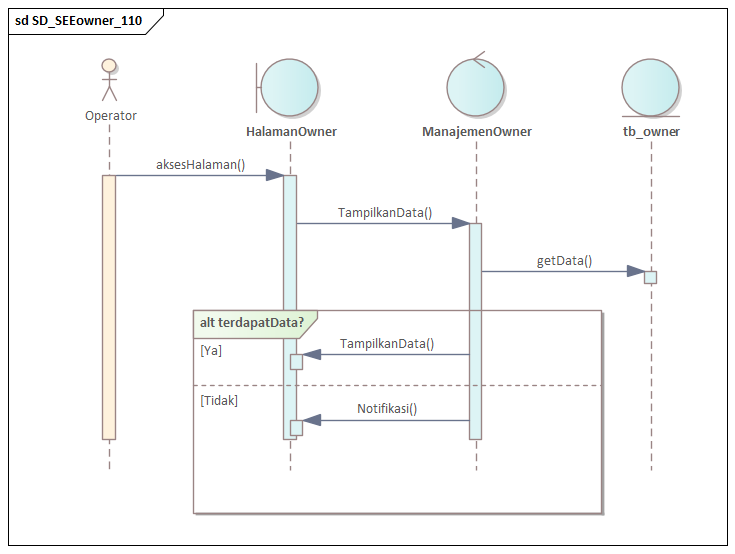 sd SD_SEEowner_110
Operator
HalamanOwner
ManajemenOwner
tb_owner
aksesHalaman()
TampilkanData()
getData()
alt terdapatData?
[Ya]
TampilkanData()
[Tidak]
Notifikasi()